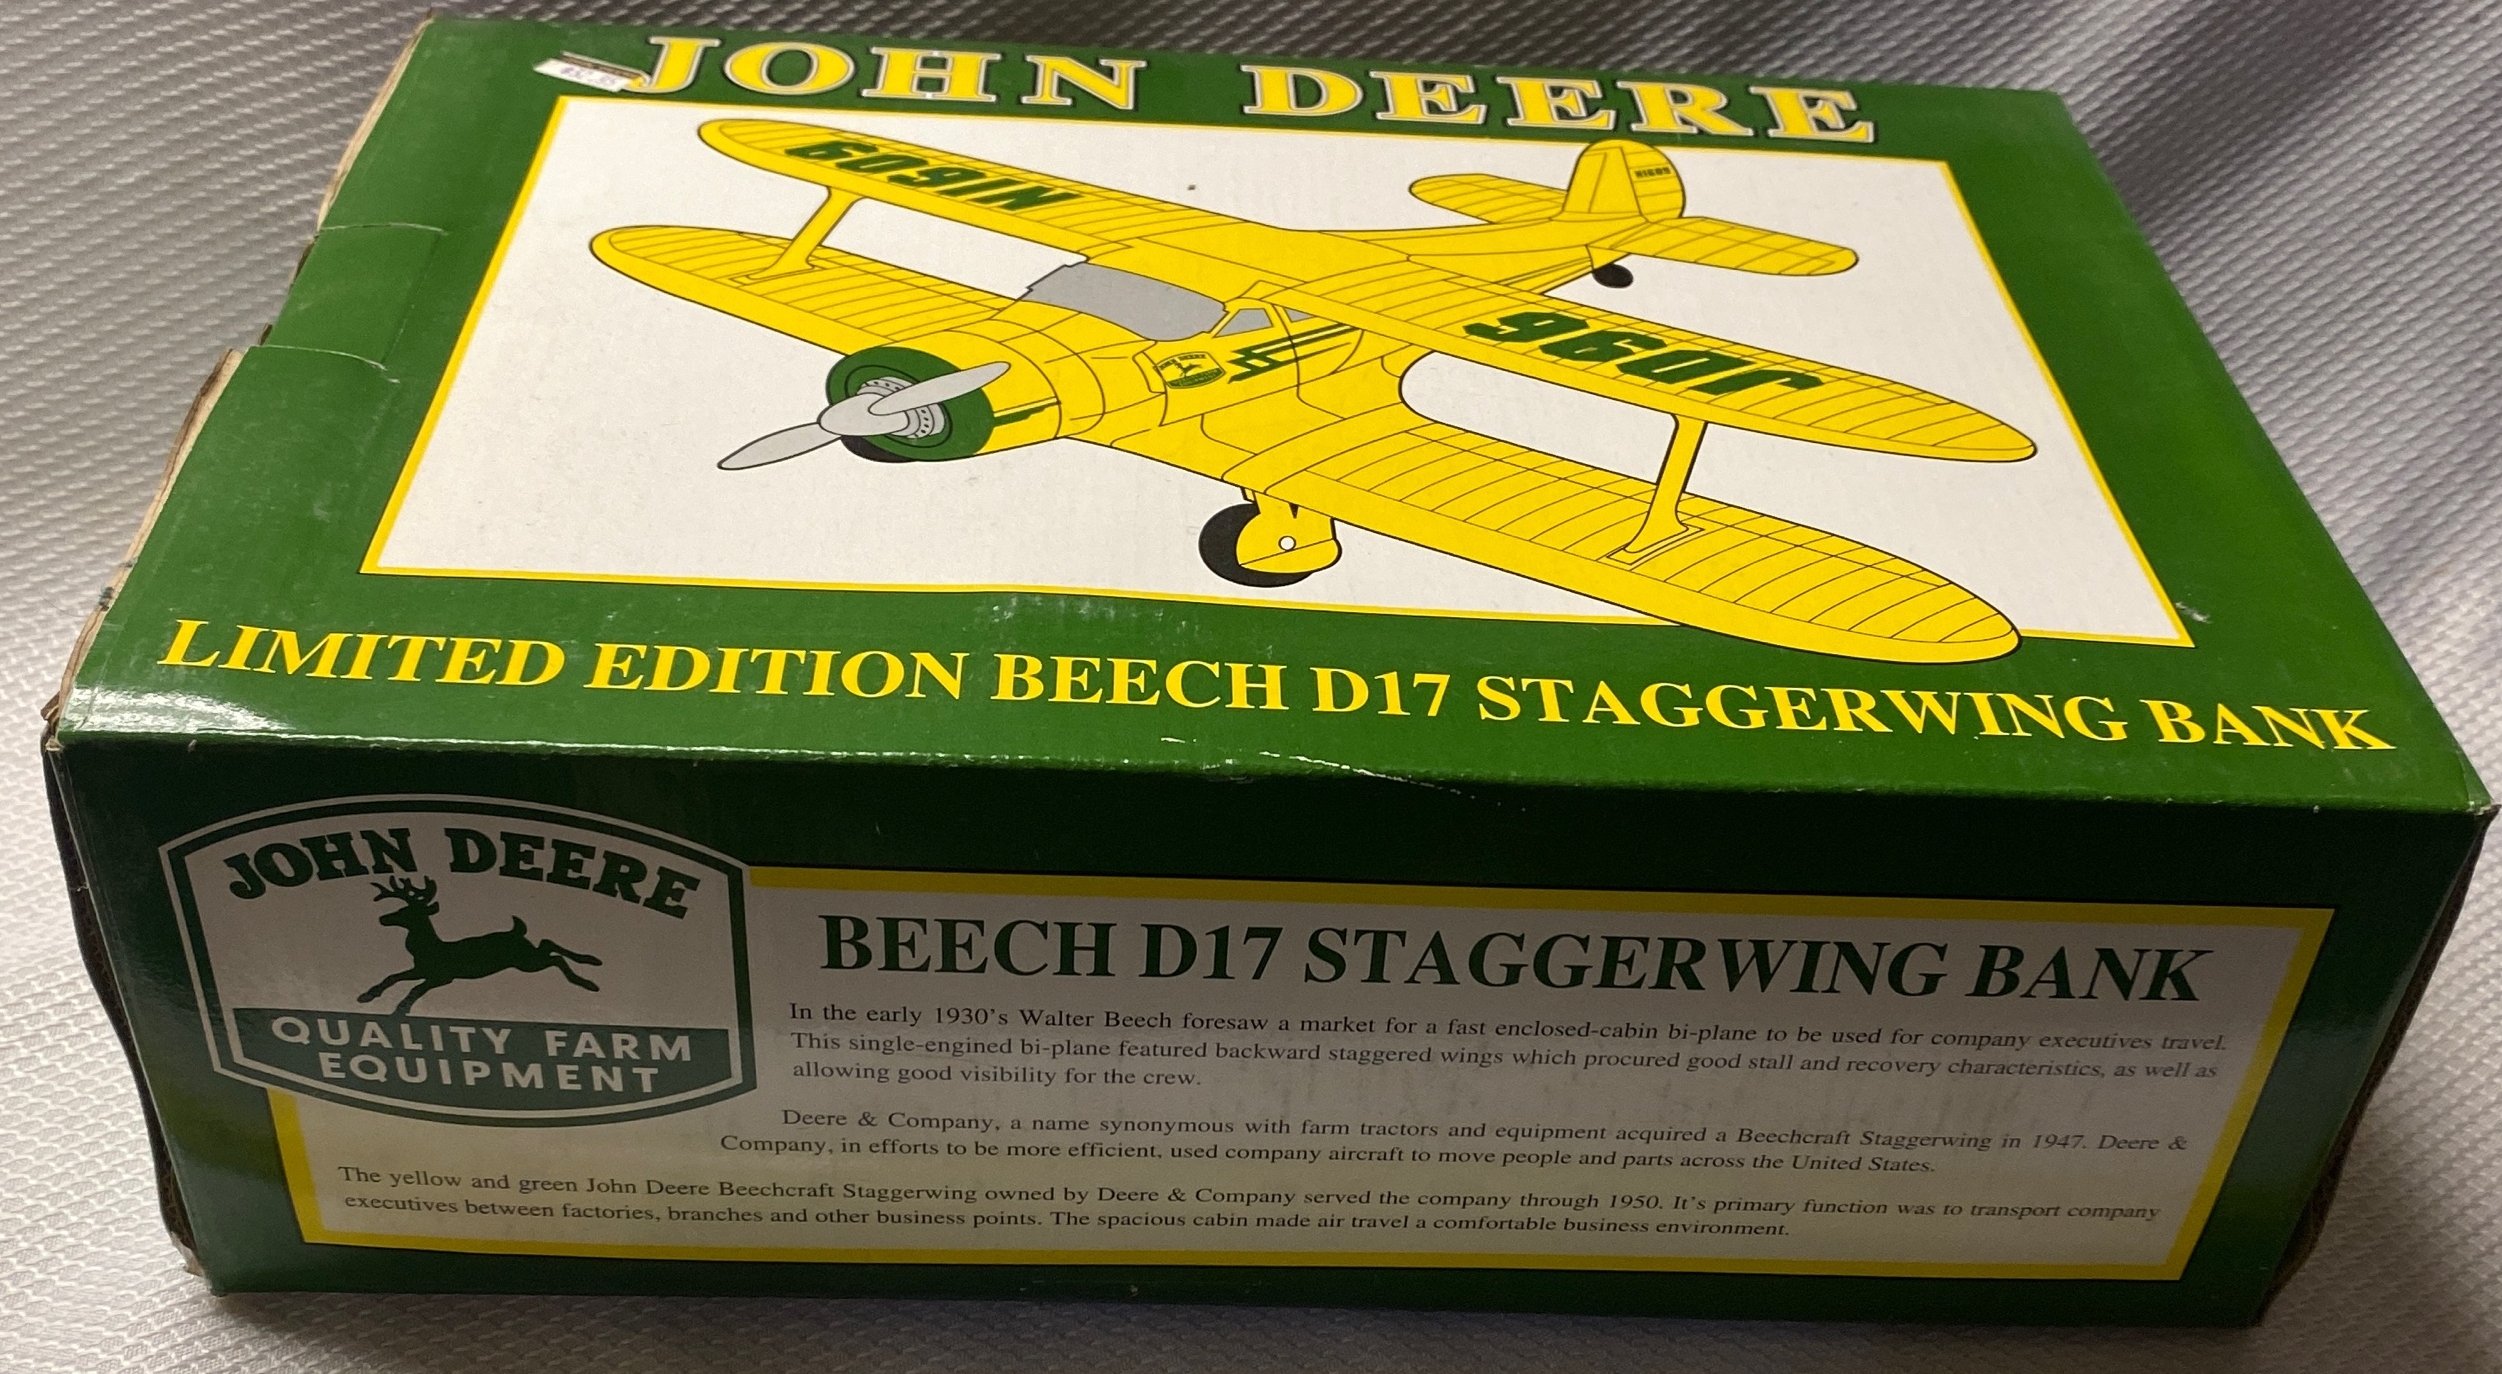 JOHN DEERE
N1609
N1609
JOHN DEERE
LIMITED EDITION BEECH D17 STAGGERWING BANK
JOHN DEERE
QUALITY FARM
EQUIPMENT
BEECH D17 STAGGERWING BANK
In the early 1930's Walter Beech foresaw a market for a fast enclosed-cabin bi-plane to be used for company executives travel.
This single-engined bi-plane featured backward staggered wings which procured good stall and recovery characteristics, as well as
allowing good visibility for the crew.
Deere & Company, a name synonymous with farm tractors and equipment acquired a Beechcraft Staggerwing in 1947. Deere &
Company, in efforts to be more efficient, used company aircraft to move people and parts across the United States.
The yellow and green John Deere Beechcraft Staggerwing owned by Deere & Company served the company through 1950. It's primary function was to transport company
executives between factories, branches and other business points. The spacious cabin made air travel a comfortable business environment.